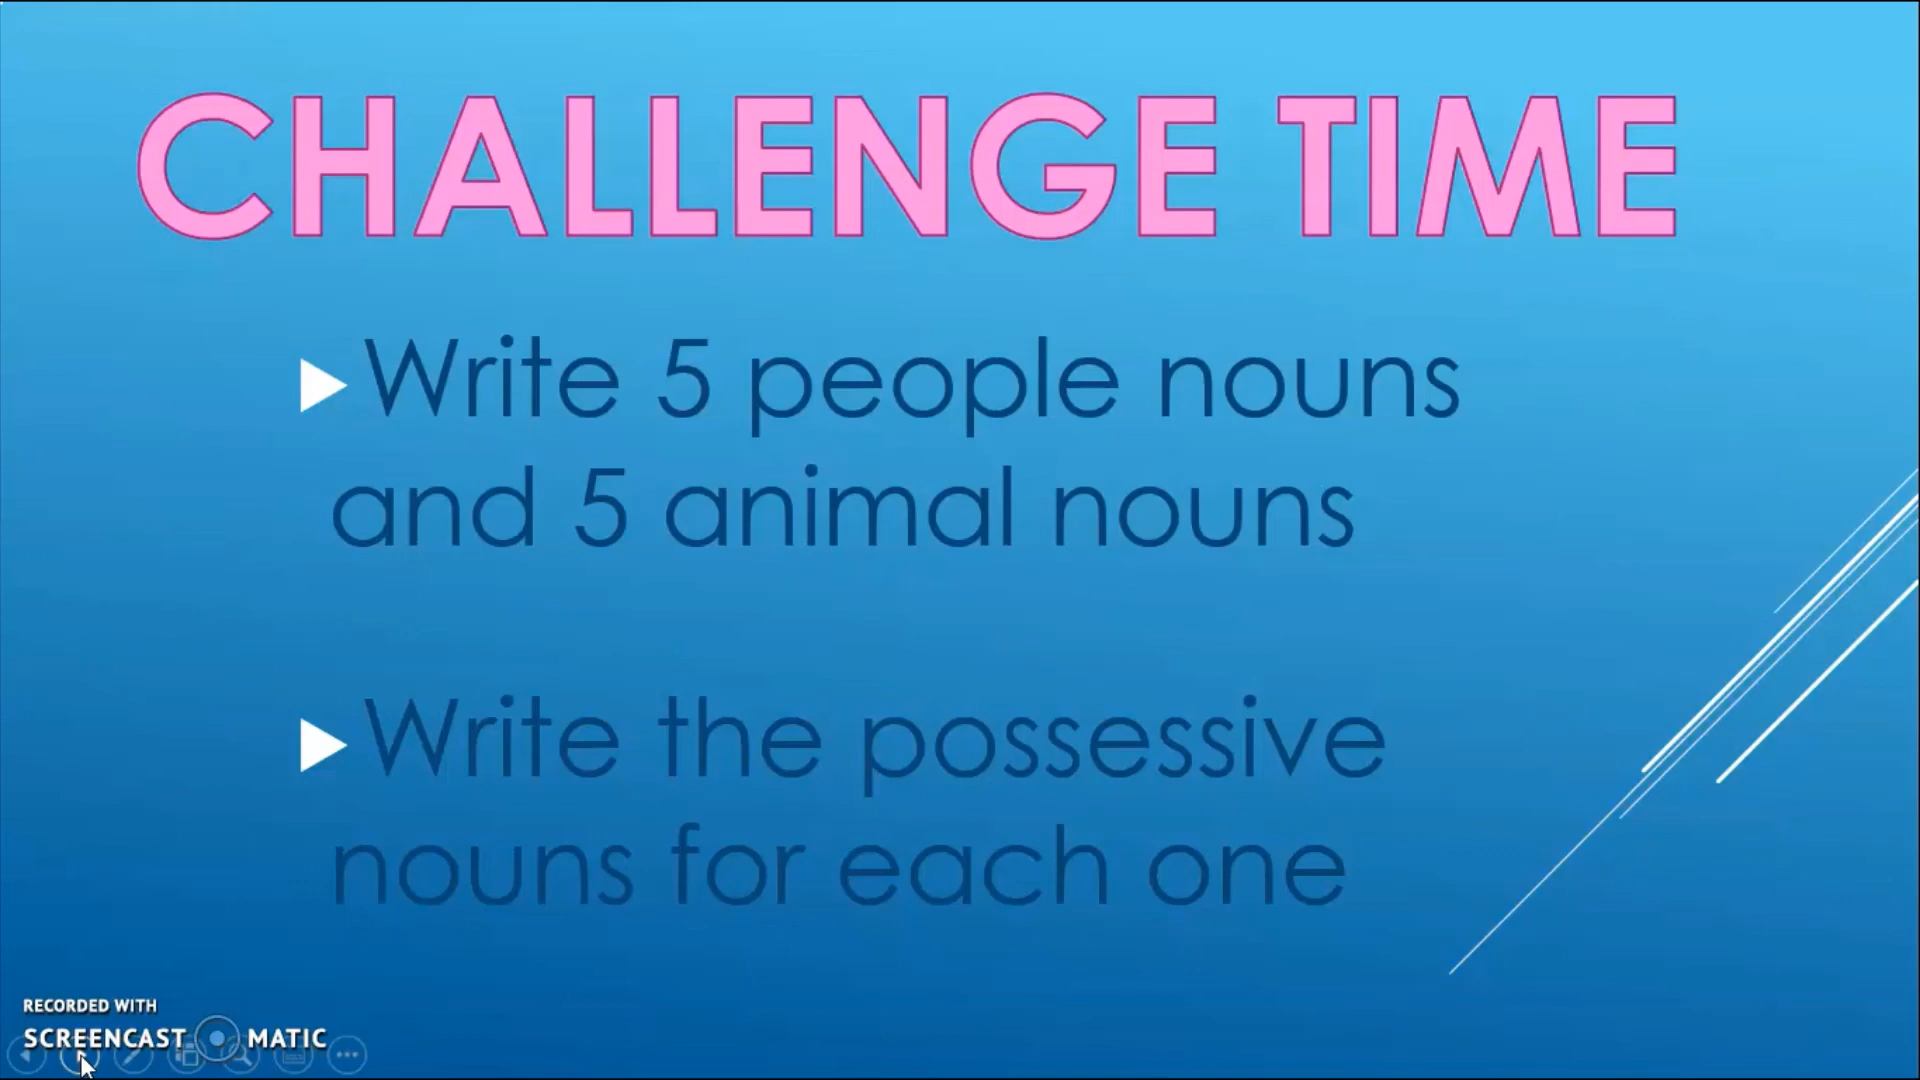 CHALLENGE TIME
Write 5 people nouns
and 5 animal nouns
Write the possessive
nouns for each one
RECORDED WITH
SCREENCAST MATIC